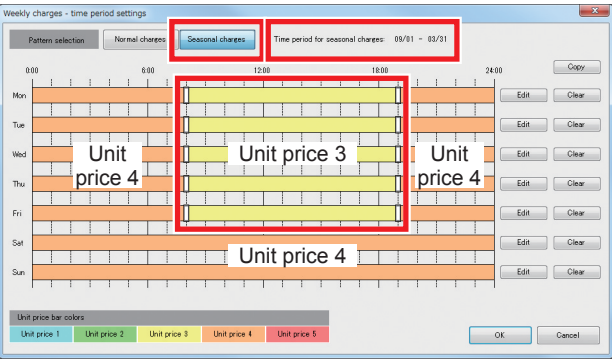 Weekly charges - time period settings
Pattern selection Normal charges Seasonal charges Time period for seasonal charges: 09/01 - 03/31
0:00 6:00 12:00 18:00 24:00 Copy
Mon Edit Clear
Tue Edit Clear
Wed Unit price 4 Unit price 3 Unit price 4 Edit Clear
Thu Edit Clear
Fri Edit Clear
Sat Edit Clear
Unit price 4
Sun Edit Clear
Unit price bar colors
Unit price 1 Unit price 2 Unit price 3 Unit price 4 Unit price 5
OK Cancel